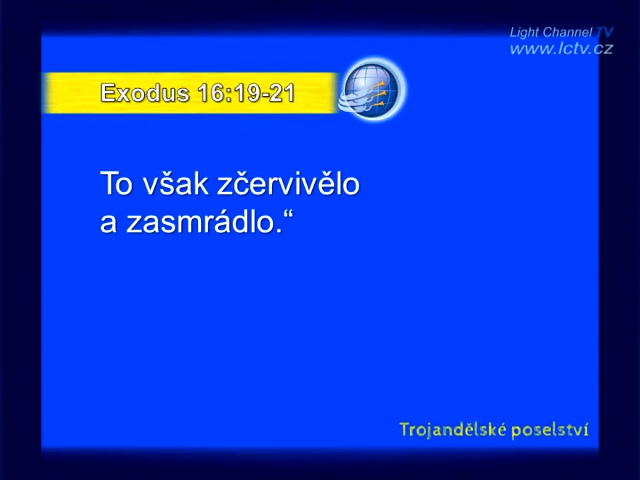 Light Channel TV
www.lctv.cz
Exodus 16:19-21
To však zčervivělo
a zasmrádlo.“
Trojandělské poselství